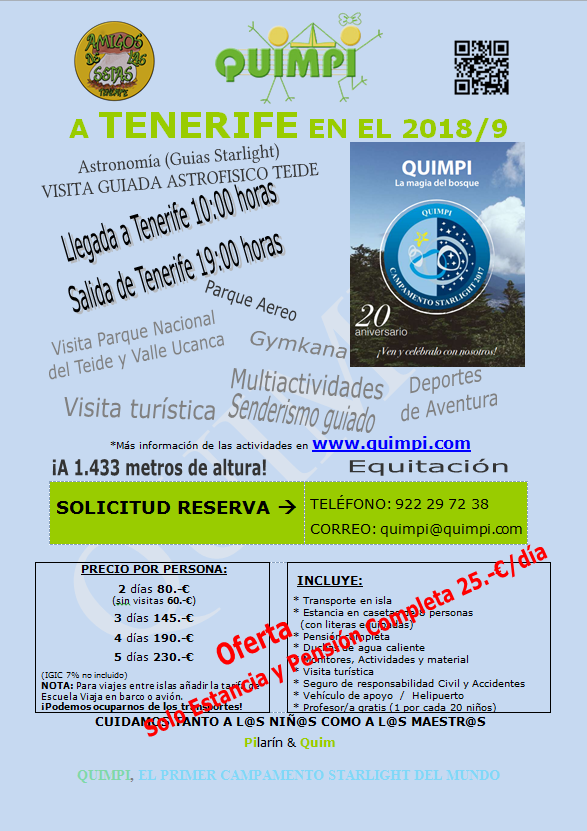 AMIGOS
DE LAS
SETAS
TENERIFE
QUIMPI
A TENERIFE EN EL 2018/9
Astronomía (Guias Starlight)
VISITA GUIADA ASTROFISICO TEIDE
Llegada a Tenerife 10:00 horas
Salida de Tenerife 19:00 horas
QUIMPI
La magia del bosque
QUIMPI
CAMPAMENTO STARLIGHT 2017
20
aniversario
¡Ven y celébralo con nosotros!
Parque Aereo
Visita Parque Nacional
del Teide y Valle Ucanca
Gymkana
Multiactividades
Deportes
de Aventura
Visita turística
Senderismo guiado
*Más información de las actividades en www.quimpi.com
¡A 1.433 metros de altura!
Equitación
SOLICITUD RESERVA →
TELÉFONO: 922 29 72 38
CORREO: quimpi@quimpi.com
PRECIO POR PERSONA:
2 días 80.-€
(sin visitas 60.-€)
3 días 145.-€
4 días 190.-€
5 días 230.-€
(IGIC 7% no incluido)
NOTA: Para viajes entre islas añadir la tarifa de
Escuela Viaja en barco o avión.
¡Podemos ocuparnos de los transportes!
INCLUYE:
* Transporte en isla
* Estancia en casetas de 8 personas
(con literas equipadas)
* Pensión completa
* Duchas de agua caliente
* Monitores, Actividades y material
* Visita turística
* Seguro de responsabilidad Civil y Accidentes
* Vehículo de apoyo / Helipuerto
* Profesor/a gratis (1 por cada 20 niños)
Oferta
Solo Estancia y Pensión Completa 25.-€/día
CUIDAMOS TANTO A L@S NIÑ@S COMO A L@S MAESTR@S
Pilarín & Quim
QUIMPI, EL PRIMER CAMPAMENTO STARLIGHT DEL MUNDO
QUIMPI